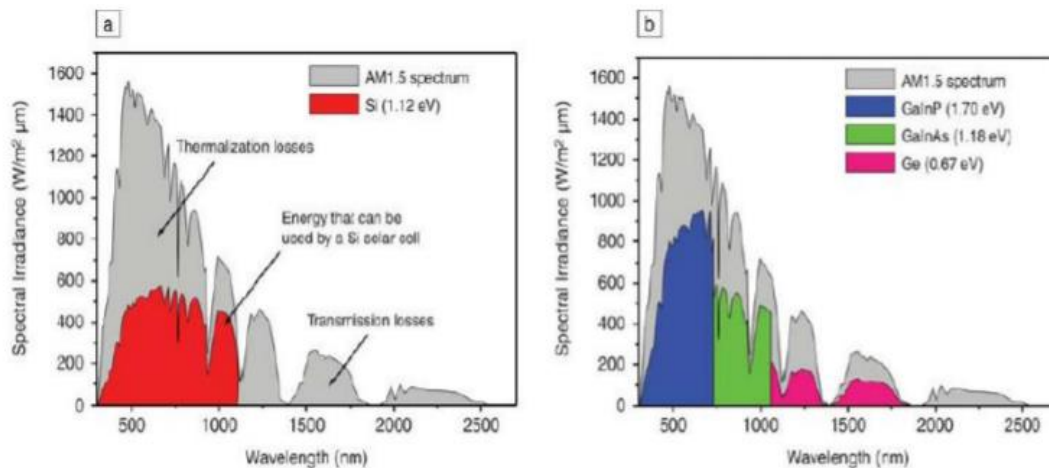 a
1600
1400
1200
1000
800
600
400
200
0
Spectral Irradiance (W/m² µm)
AM1.5 spectrum
Si (1.12 eV)
Thermalization losses
Energy that can be
used by a Si solar cell
Transmission losses
500
1000
1500
2000
2500
Wavelength (nm)
b
1600
1400
1200
1000
800
600
400
200
0
Spectral Irradiance (W/m² µm)
AM1.5 spectrum
GaInP (1.70 eV)
GaInAs (1.18 eV)
Ge (0.67 eV)
500
1000
1500
2000
2500
Wavelength (nm)